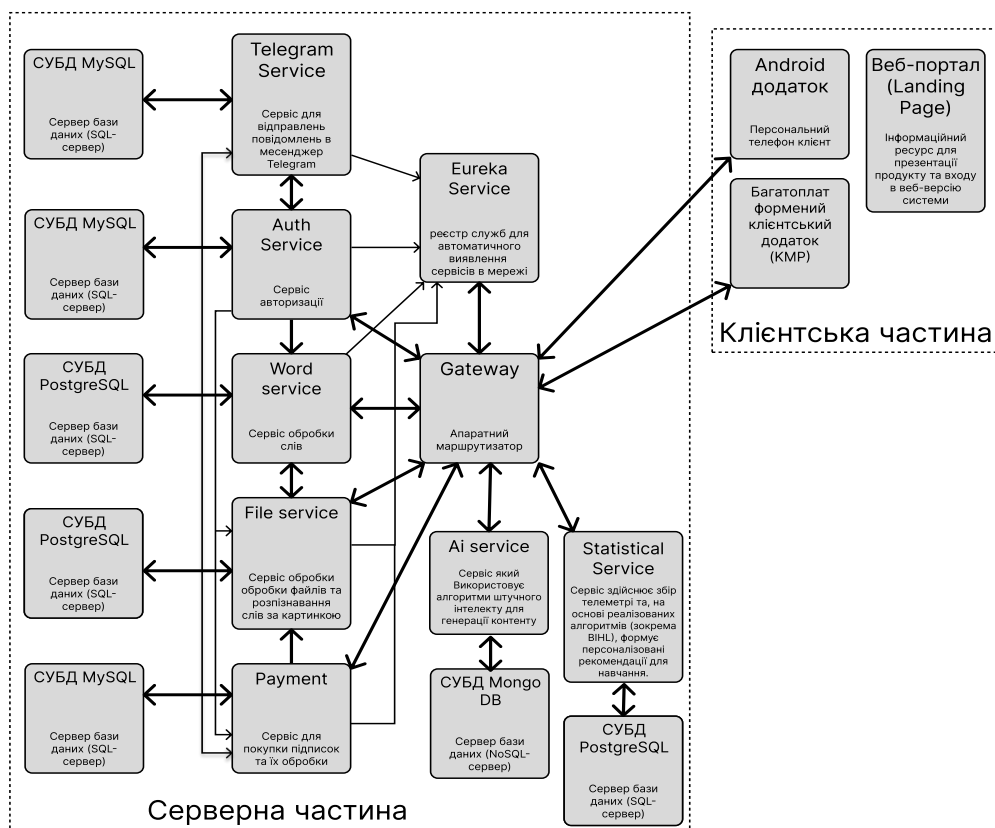 СУБД MySQL
Сервер бази
даних (SQL-
сервер)
Telegram
Service
Сервіс для
відправлень
повідомлень в
месенджер
Telegram
СУБД MySQL
Сервер бази
даних (SQL-
сервер)
Auth
Service
Сервіс
авторизації
Eureka
Service
реєстр служб для
автоматичного
виявлення
сервісів в мережі
СУБД
PostgreSQL
Сервер бази
даних (SQL-
сервер)
Word
service
Сервіс обробки
слів
Gateway
Апаратний
маршрутизатор
СУБД
PostgreSQL
Сервер бази
даних (SQL-
сервер)
File service
Сервіс обробки
обробки файлів та
розпізнавання
слів за картинкою
Ai service
Сервіс який
Використовує
алгоритми штучного
інтелекту для
генерації контенту
Statistical
Service
Сервіс здійснює збір
телеметрі та, на
основі реалізованих
алгоритмів (зокрема
BIHL), формує
персоналізовані
рекомендації для
навчання.
СУБД MySQL
Сервер бази
даних (SQL-
сервер)
Payment
Сервіс для
покупки підписок
та їх обробки
СУБД Mongo
DB
Сервер бази
даних (NoSQL-
сервер)
СУБД
PostgreSQL
Сервер бази
даних (SQL-
сервер)
Серверна частина
Android
додаток
Персональний
телефон клієнт
Веб-портал
(Landing
Page)
Інформаційний
ресурс для
презентації
продукту та входу
в веб-версію
системи
Багатоплат
формений
клієнтський
додаток
(KMP)
Клієнтська частина